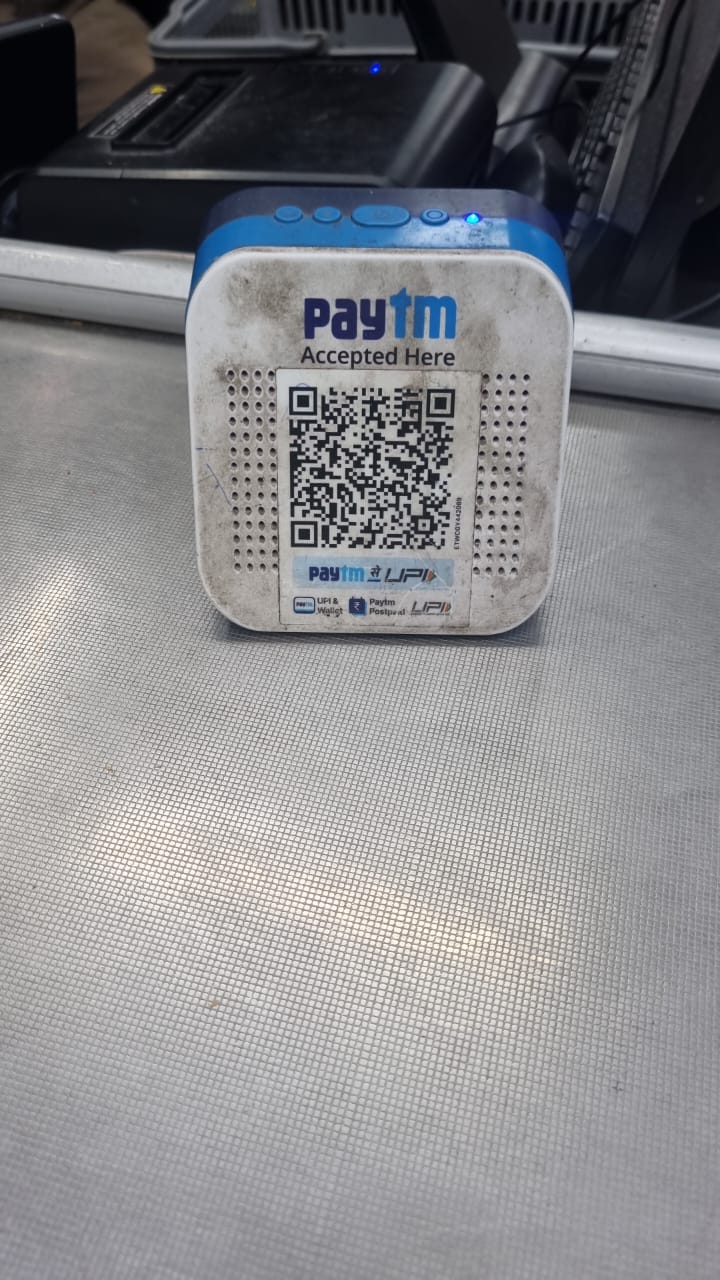 paytm
Accepted Here
paytm से UPI
UPI & Wallet
Paytm Postpaid
UPI